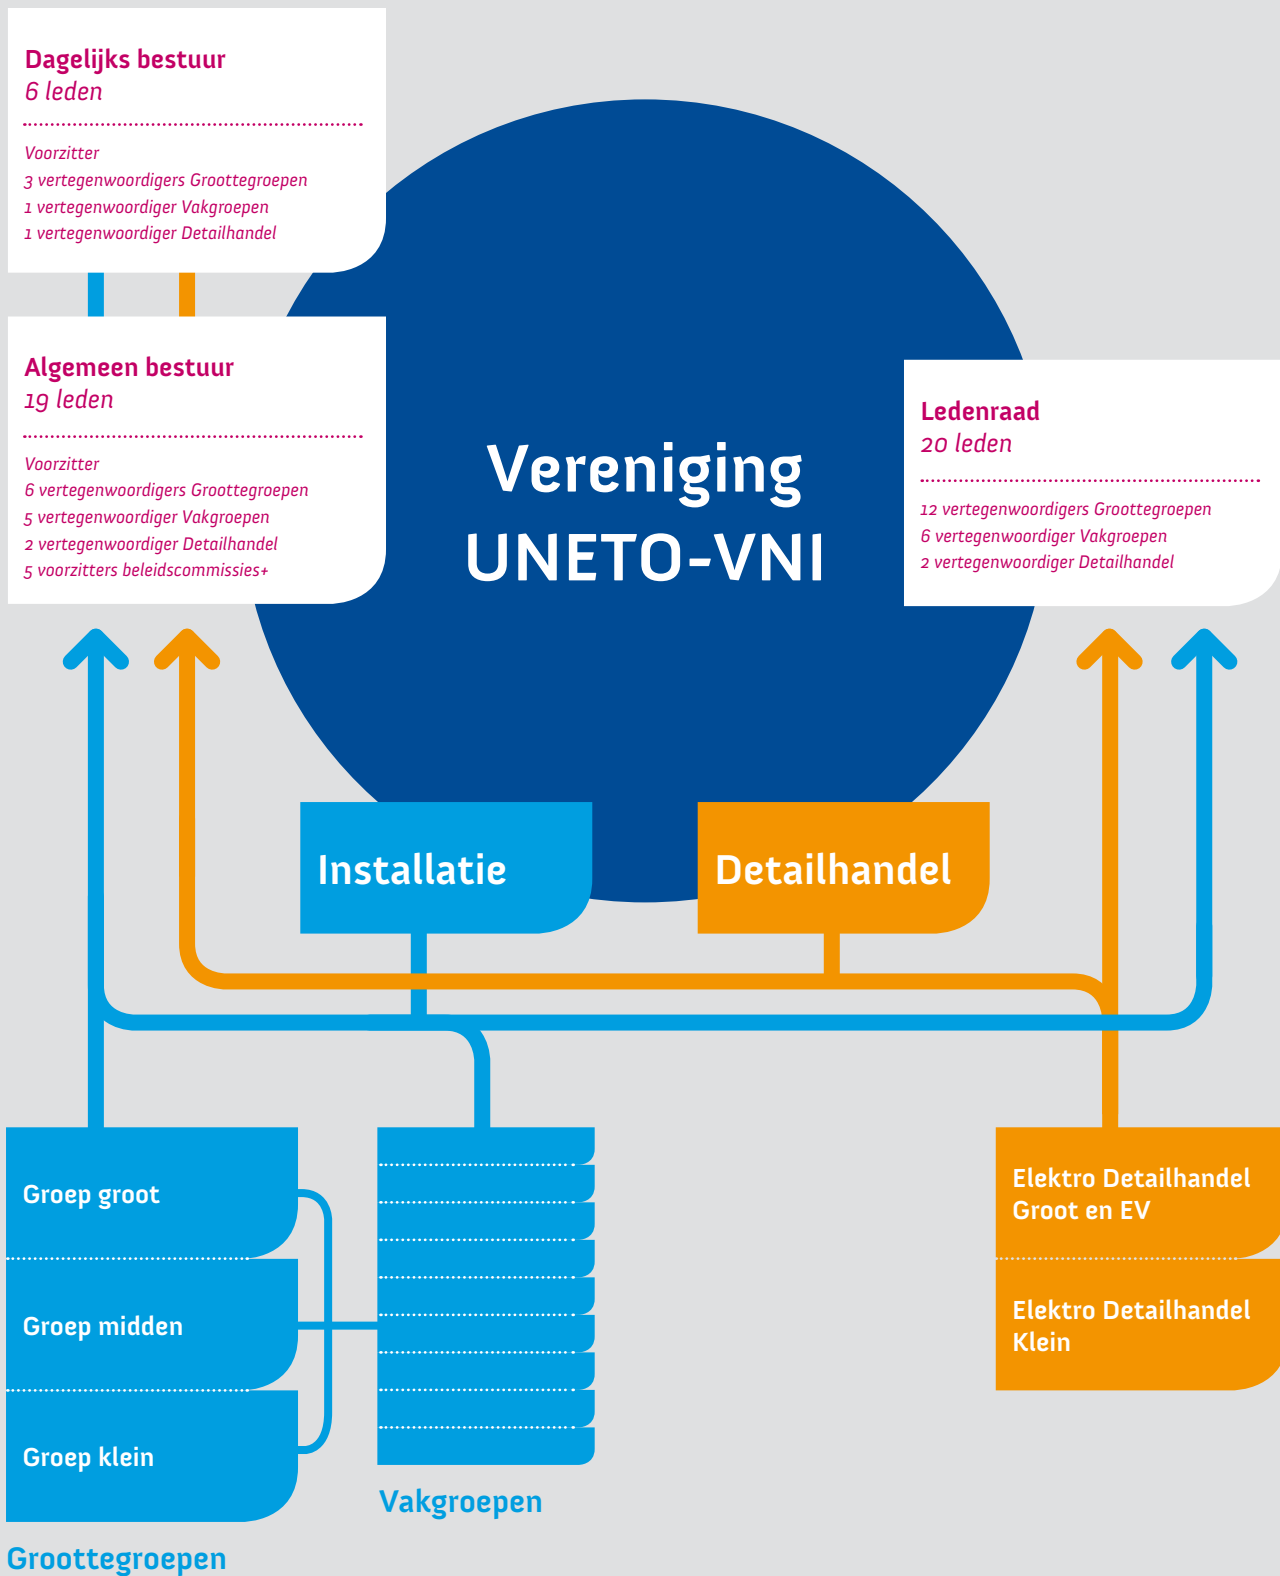 Dagelijks bestuur
6 leden
Voorzitter
3 vertegenwoordigers Groottegroepen
1 vertegenwoordiger Vakgroepen
1 vertegenwoordiger Detailhandel
Algemeen bestuur
19 leden
Voorzitter
6 vertegenwoordigers Groottegroepen
5 vertegenwoordiger Vakgroepen
2 vertegenwoordiger Detailhandel
5 voorzitters beleidscommissies+
Vereniging
UNETO-VNI
Ledenraad
20 leden
12 vertegenwoordigers Groottegroepen
6 vertegenwoordiger Vakgroepen
2 vertegenwoordiger Detailhandel
Installatie
Detailhandel
Groep groot
Groep midden
Groep klein
Groottegroepen
Vakgroepen
Elektro Detailhandel
Groot en EV
Elektro Detailhandel
Klein